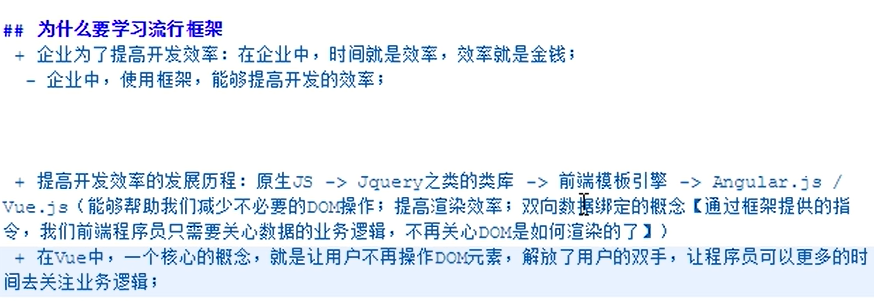 ## 为什么要学习流行框架
+ 企业为了提高开发效率：在企业中，时间就是效率，效率就是金钱；
- 企业中，使用框架，能够提高开发的效率；
+ 提高开发效率的发展历程：原生JS -> Jquery之类的类库 -> 前端模板引擎 -> Angular.js /
Vue.js（能够帮助我们减少不必要的DOM操作；提高渲染效率；双向数据绑定的概念【通过框架提供的指
令，我们前端程序员只需要关心数据的业务逻辑，不再关心DOM是如何渲染的了】）
+ 在Vue中，一个核心的概念，就是让用户不再操作DOM元素，解放了用户的双手，让程序员可以更多的时
间去关注业务逻辑；